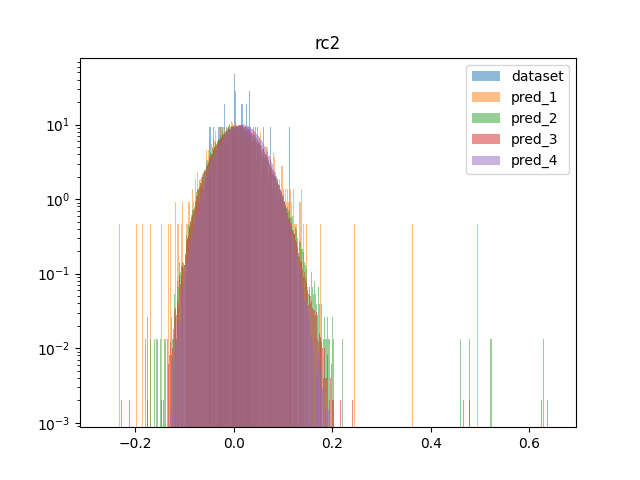 rc2
dataset
pred_1
pred_2
pred_3
pred_4
10¹
10⁰
10⁻¹
10⁻²
10⁻³
−0.2 0.0 0.2 0.4 0.6